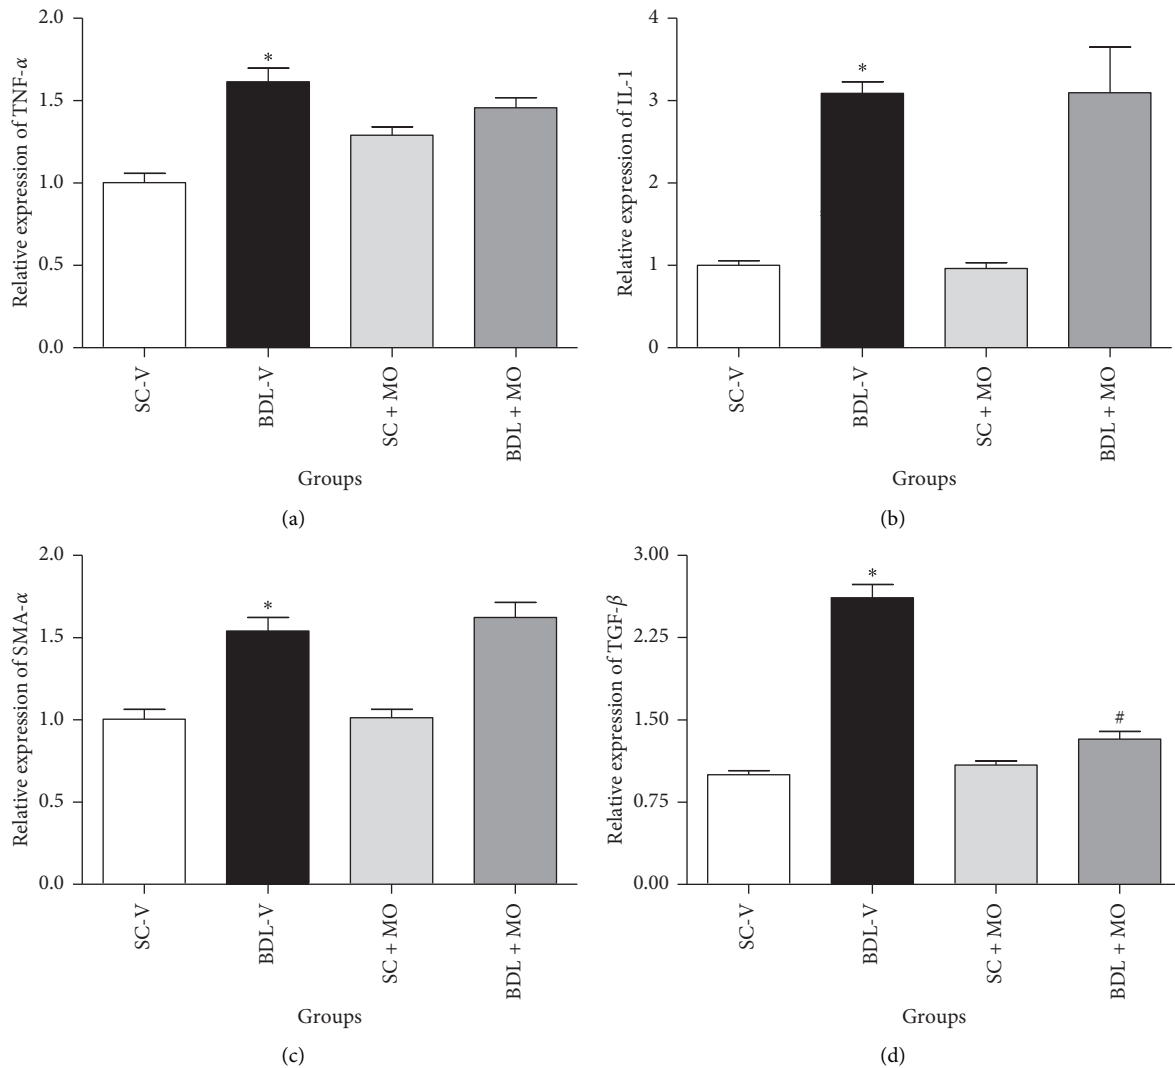 Relative expression of TNF-α
2.0
1.5
1.0
0.5
0.0
*
SC-V
BDL-V
SC + MO
BDL + MO
Groups
(a)
Relative expression of IL-1
4
3
2
1
0
*
SC-V
BDL-V
SC + MO
BDL + MO
Groups
(b)
Relative expression of SMA-α
2.0
1.5
1.0
0.5
0.0
*
SC-V
BDL-V
SC + MO
BDL + MO
Groups
(c)
Relative expression of TGF-β
3.00
2.25
1.50
0.75
0.00
*
#
SC-V
BDL-V
SC + MO
BDL + MO
Groups
(d)